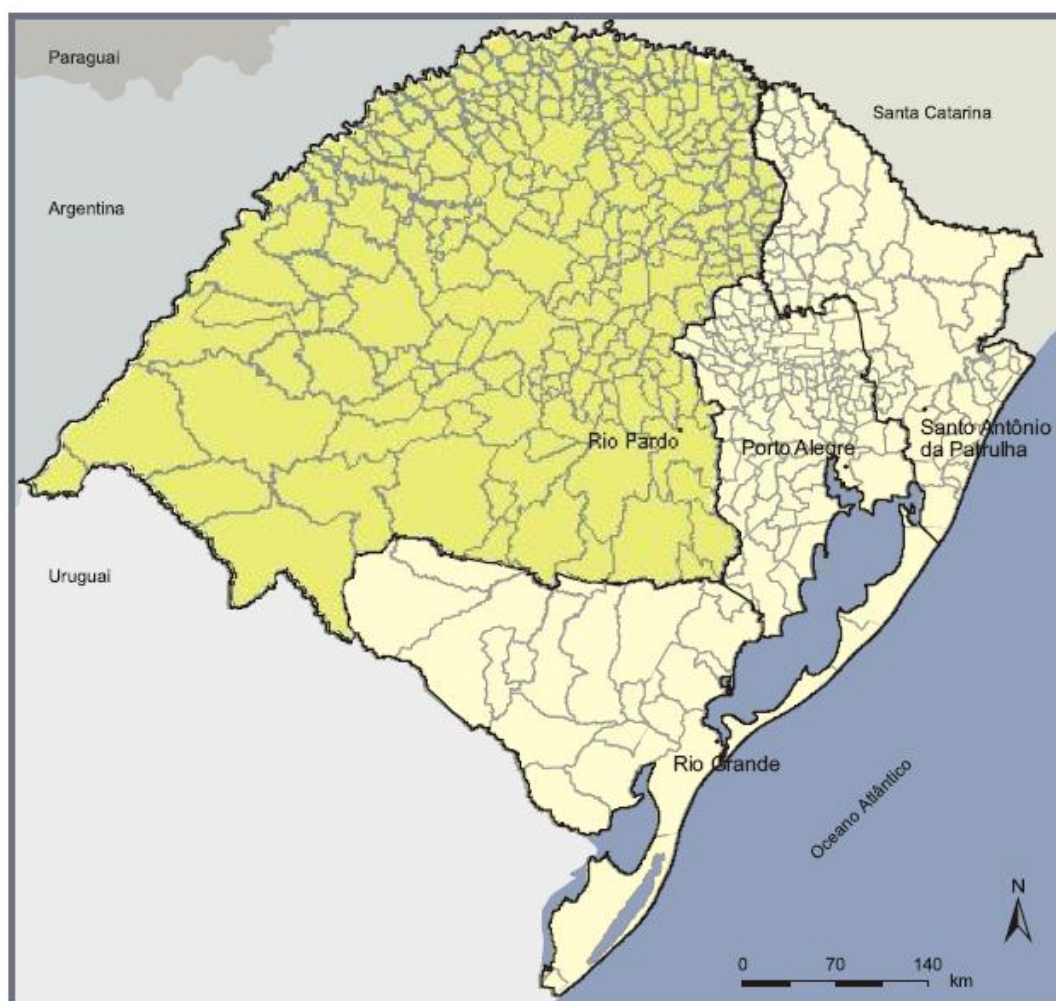 Paraguai
Santa Catarina
Argentina
Rio Pardo
Porto Alegre
Santo Antônio
da Patrulha
Uruguai
Rio Grande
Oceano Atlântico
N
0 70 140
km